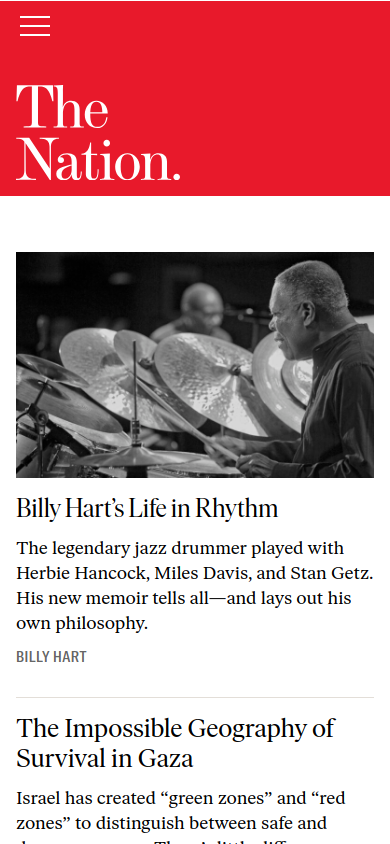 The
Nation.
Billy Hart’s Life in Rhythm
The legendary jazz drummer played with
Herbie Hancock, Miles Davis, and Stan Getz.
His new memoir tells all—and lays out his
own philosophy.
BILLY HART
The Impossible Geography of
Survival in Gaza
Israel has created “green zones” and “red
zones” to distinguish between safe and